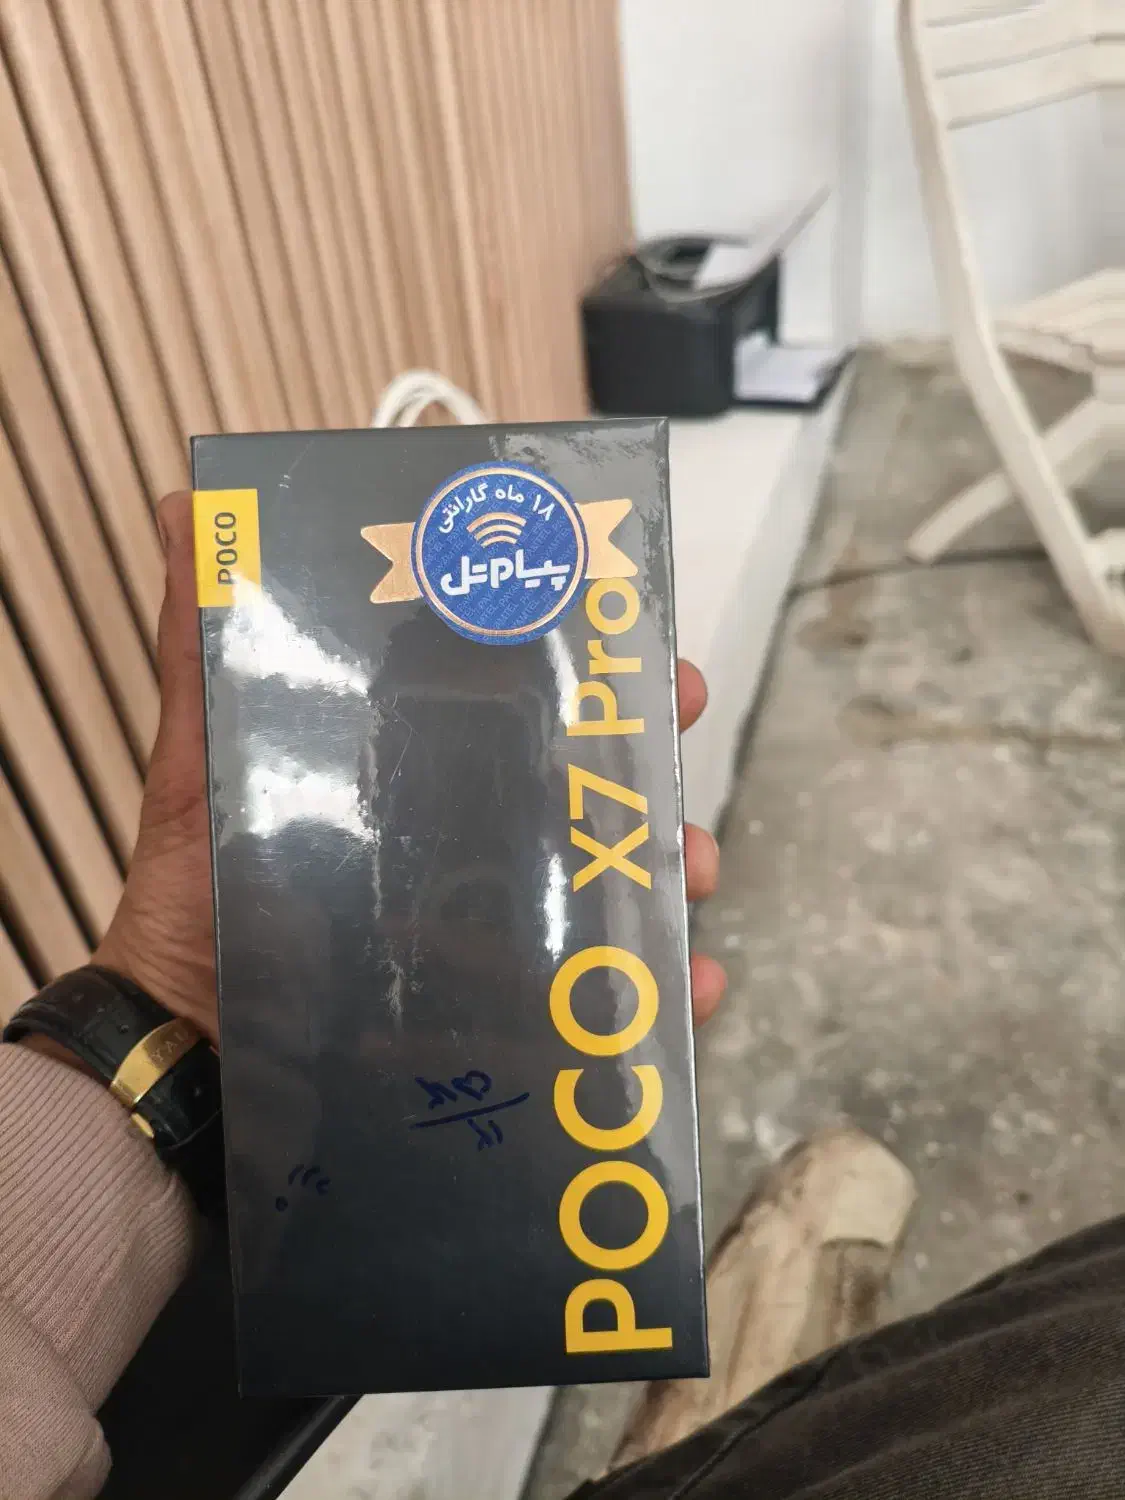 POCO
۱۸ ماه گارانتی
پیام تل
POCO X7 Pro